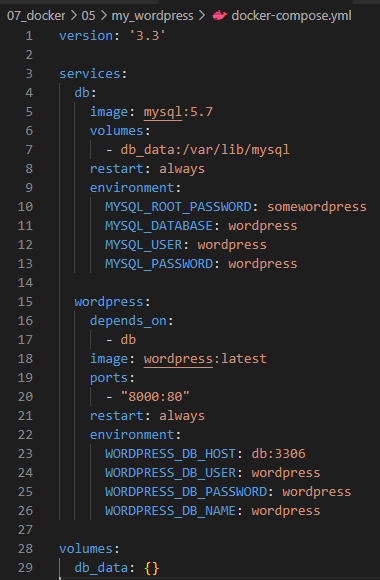 07_docker > 05 > my_wordpress > docker-compose.yml
1 version: '3.3'
2
3 services:
4   db:
5     image: mysql:5.7
6     volumes:
7       - db_data:/var/lib/mysql
8     restart: always
9     environment:
10       MYSQL_ROOT_PASSWORD: somewordpress
11       MYSQL_DATABASE: wordpress
12       MYSQL_USER: wordpress
13       MYSQL_PASSWORD: wordpress
14
15   wordpress:
16     depends_on:
17       - db
18     image: wordpress:latest
19     ports:
20       - "8000:80"
21     restart: always
22     environment:
23       WORDPRESS_DB_HOST: db:3306
24       WORDPRESS_DB_USER: wordpress
25       WORDPRESS_DB_PASSWORD: wordpress
26       WORDPRESS_DB_NAME: wordpress
27
28 volumes:
29   db_data: {}